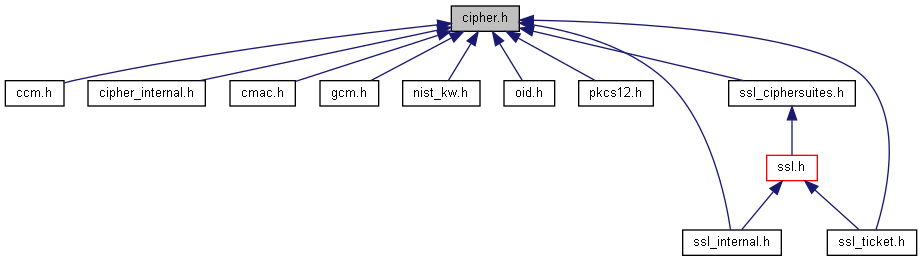 cipher.h
ccm.h
cipher_internal.h
cmac.h
gcm.h
nist_kw.h
oid.h
pkcs12.h
ssl_ciphersuites.h
ssl.h
ssl_internal.h
ssl_ticket.h